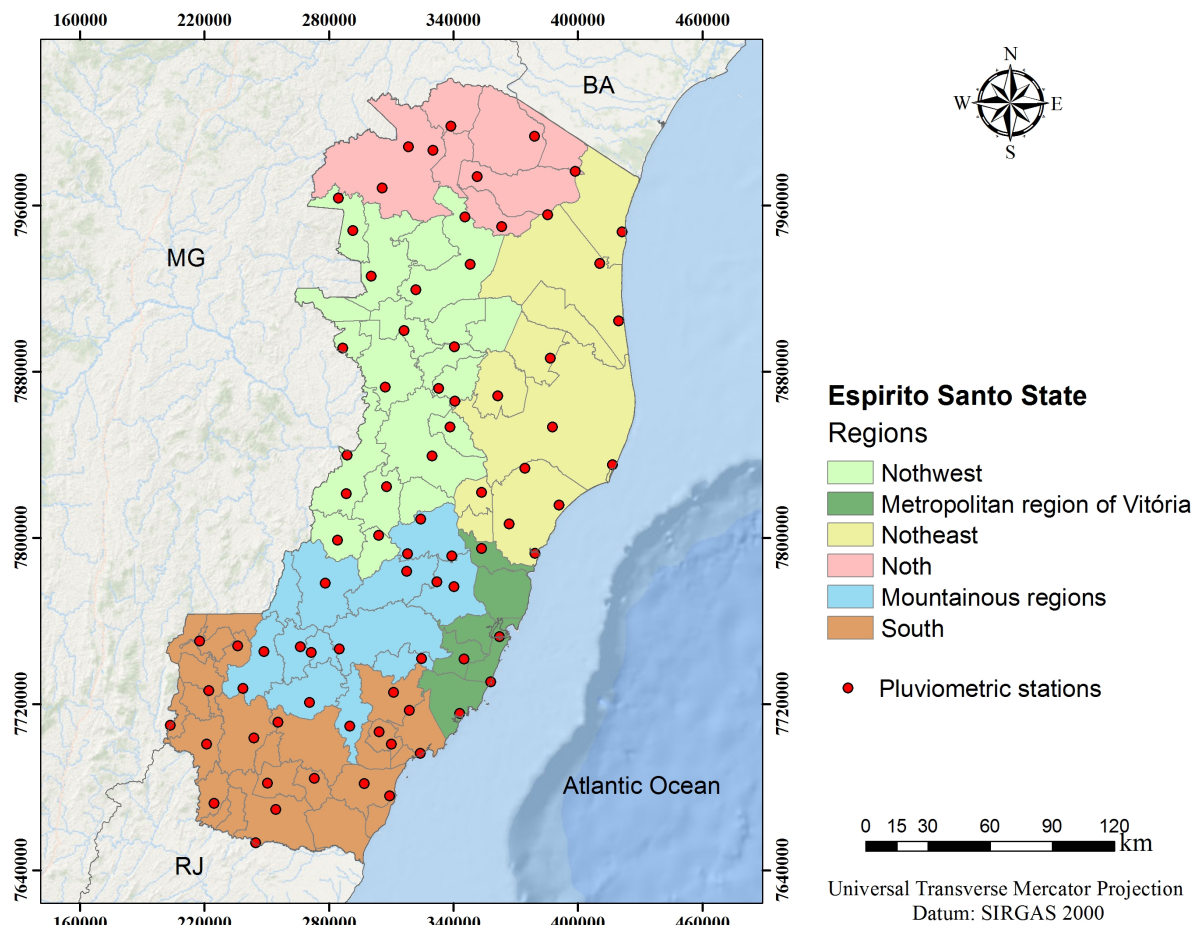 160000 220000 280000 340000 400000 460000
BA
N
W E
S
7960000 7960000
MG
7880000 7880000
Espirito Santo State
Regions
Nothwest
Metropolitan region of Vitória
Notheast
Noth
Mountainous regions
South
7800000 7800000
Pluviometric stations
7720000 7720000
Atlantic Ocean
0 15 30 60 90 120
km
RJ
7640000 7640000
Universal Transverse Mercator Projection
Datum: SIRGAS 2000
160000 220000 280000 340000 400000 460000